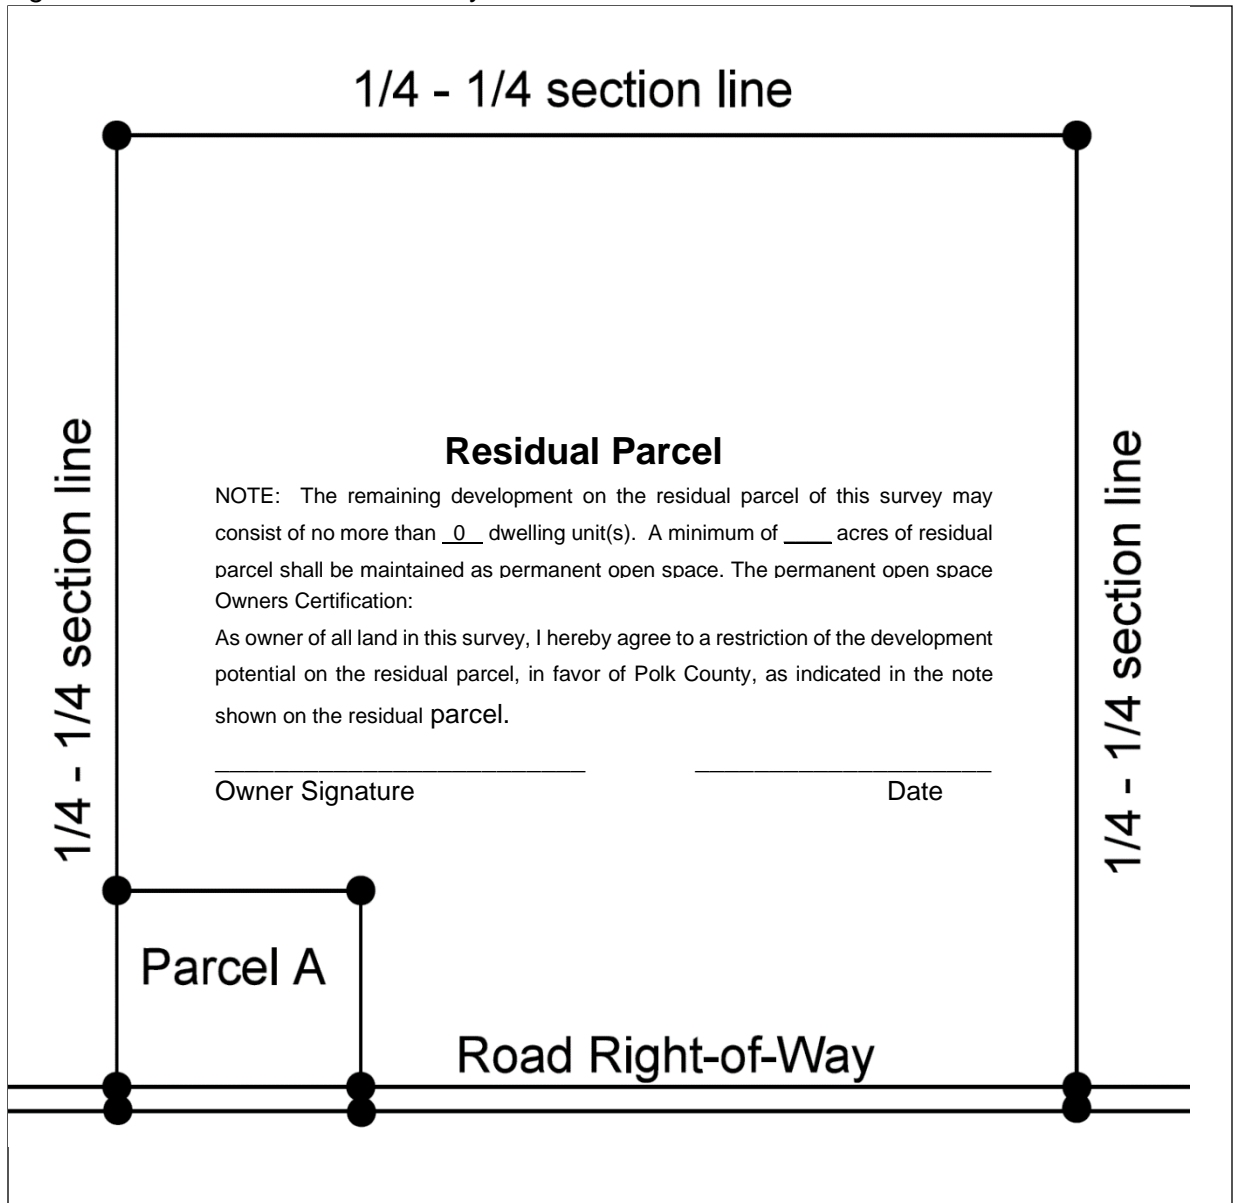 1/4 - 1/4 section line
1/4 - 1/4 section line
1/4 - 1/4 section line
Residual Parcel
NOTE: The remaining development on the residual parcel of this survey may
consist of no more than _0_ dwelling unit(s). A minimum of ____ acres of residual
parcel shall be maintained as permanent open space. The permanent open space
Owners Certification:
As owner of all land in this survey, I hereby agree to a restriction of the development
potential on the residual parcel, in favor of Polk County, as indicated in the note
shown on the residual parcel.
Owner Signature Date
Parcel A
Road Right-of-Way